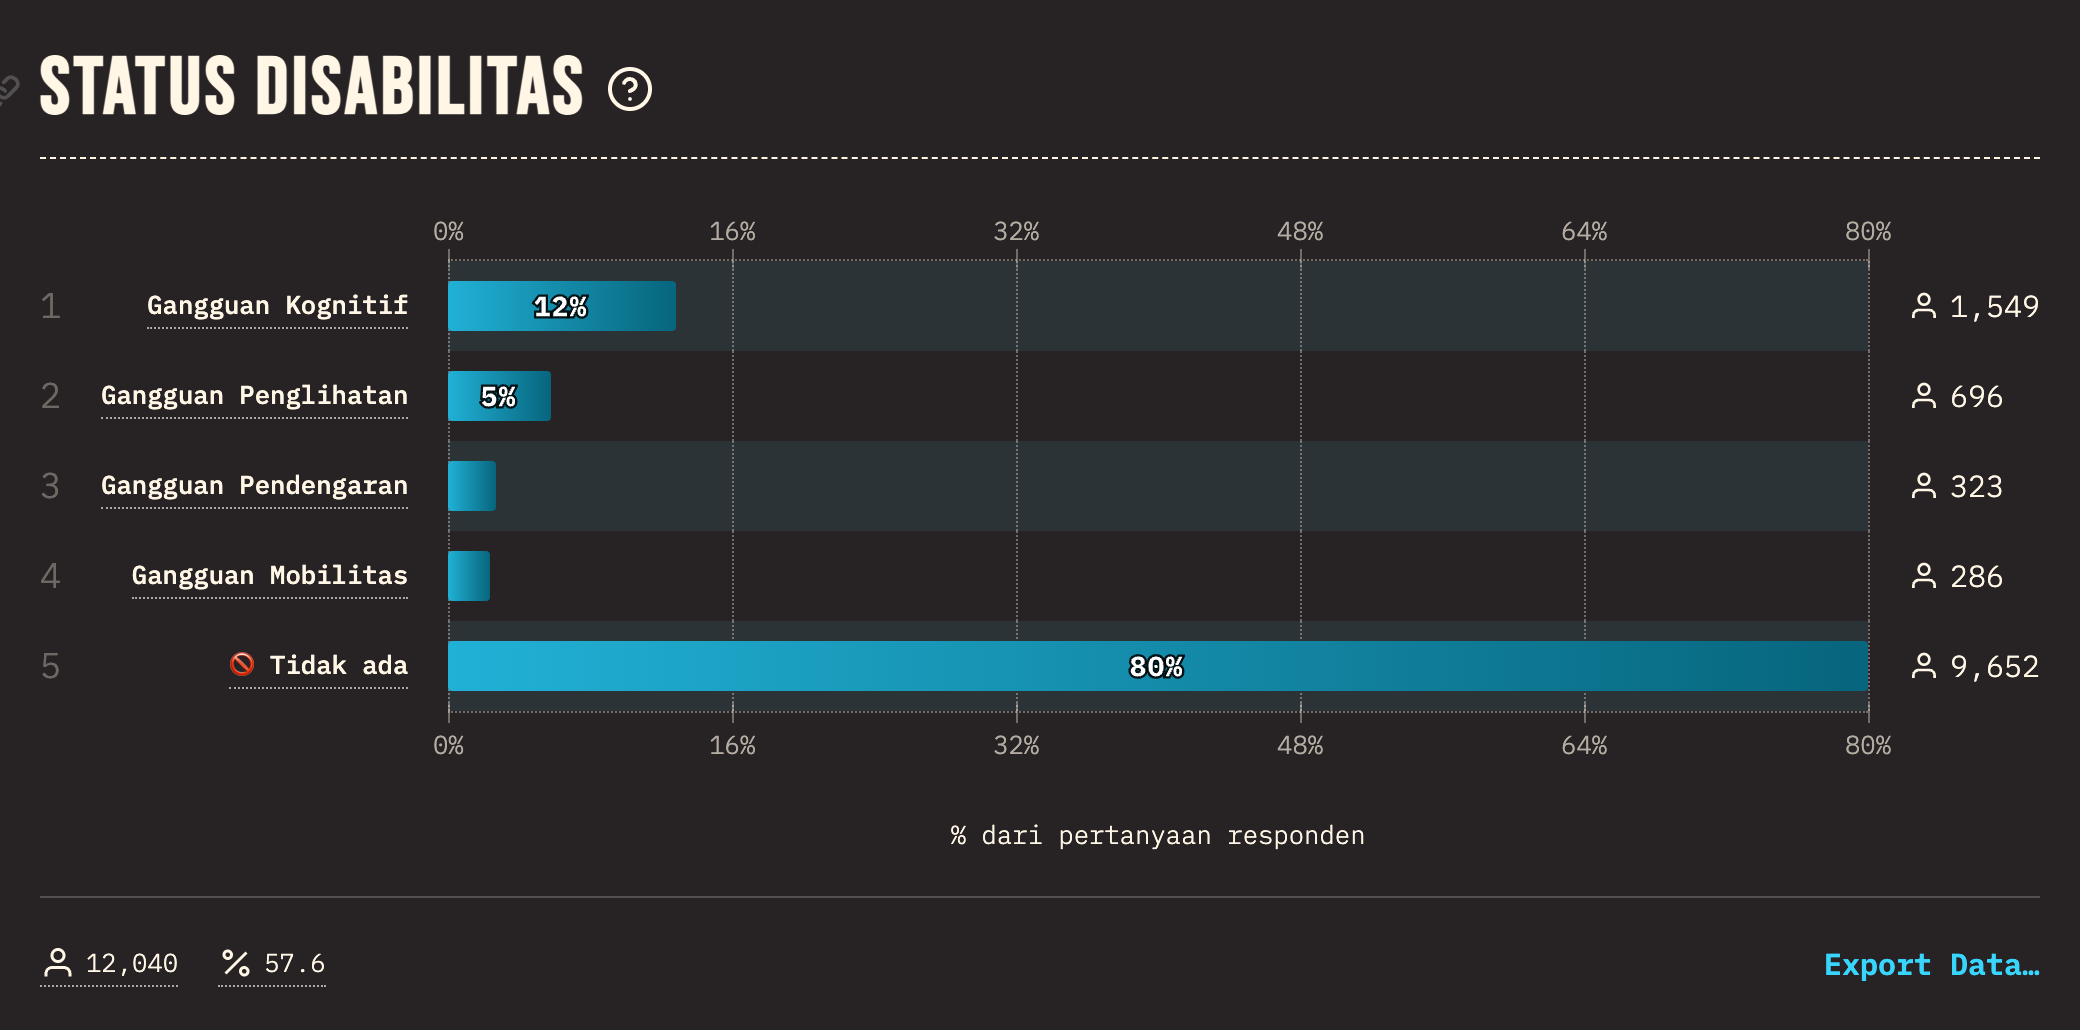 STATUS DISABILITAS
0% 16% 32% 48% 64% 80%
1 Gangguan Kognitif 12% 1,549
2 Gangguan Penglihatan 5% 696
3 Gangguan Pendengaran 323
4 Gangguan Mobilitas 286
5 🚫 Tidak ada 80% 9,652
0% 16% 32% 48% 64% 80%
% dari pertanyaan responden
12,040 % 57.6 Export Data…